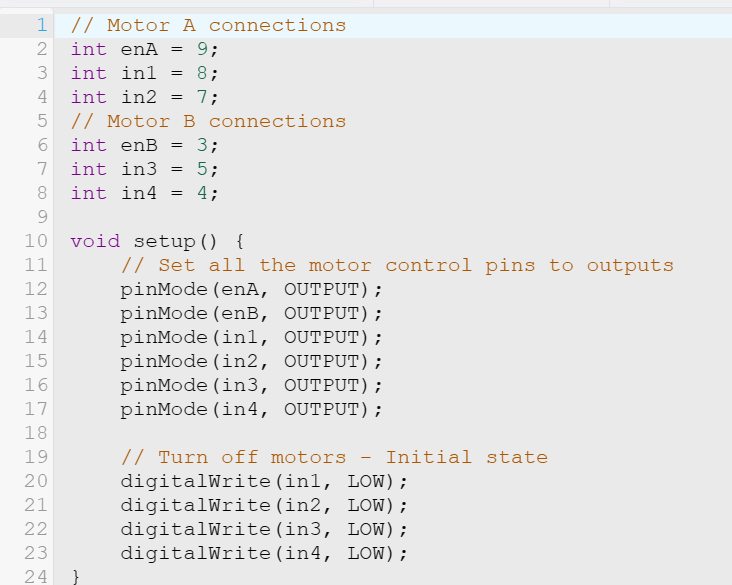 1 // Motor A connections
2 int enA = 9;
3 int in1 = 8;
4 int in2 = 7;
5 // Motor B connections
6 int enB = 3;
7 int in3 = 5;
8 int in4 = 4;
9
10 void setup() {
11     // Set all the motor control pins to outputs
12     pinMode(enA, OUTPUT);
13     pinMode(enB, OUTPUT);
14     pinMode(in1, OUTPUT);
15     pinMode(in2, OUTPUT);
16     pinMode(in3, OUTPUT);
17     pinMode(in4, OUTPUT);
18
19     // Turn off motors - Initial state
20     digitalWrite(in1, LOW);
21     digitalWrite(in2, LOW);
22     digitalWrite(in3, LOW);
23     digitalWrite(in4, LOW);
24 }